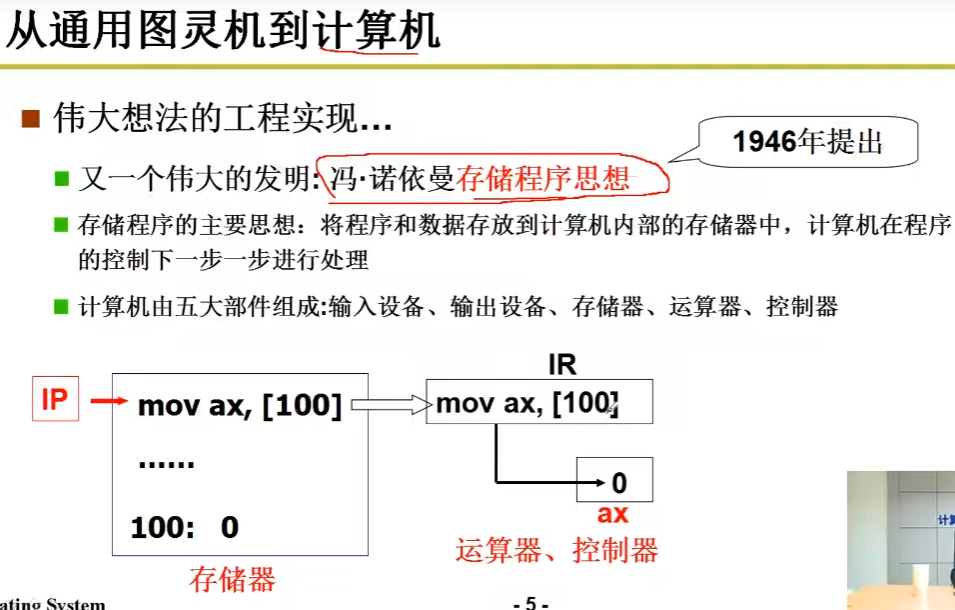 从通用图灵机到计算机
伟大想法的工程实现...
1946年提出
又一个伟大的发明:冯·诺依曼存储程序思想
存储程序的主要思想：将程序和数据存放到计算机内部的存储器中，计算机在程序
的控制下一步一步进行处理
计算机由五大部件组成:输入设备、输出设备、存储器、运算器、控制器
IR
IP
mov ax, [100]
mov ax, [100]
......
0
100: 0
ax
运算器、控制器
存储器
ating System
- 5 -